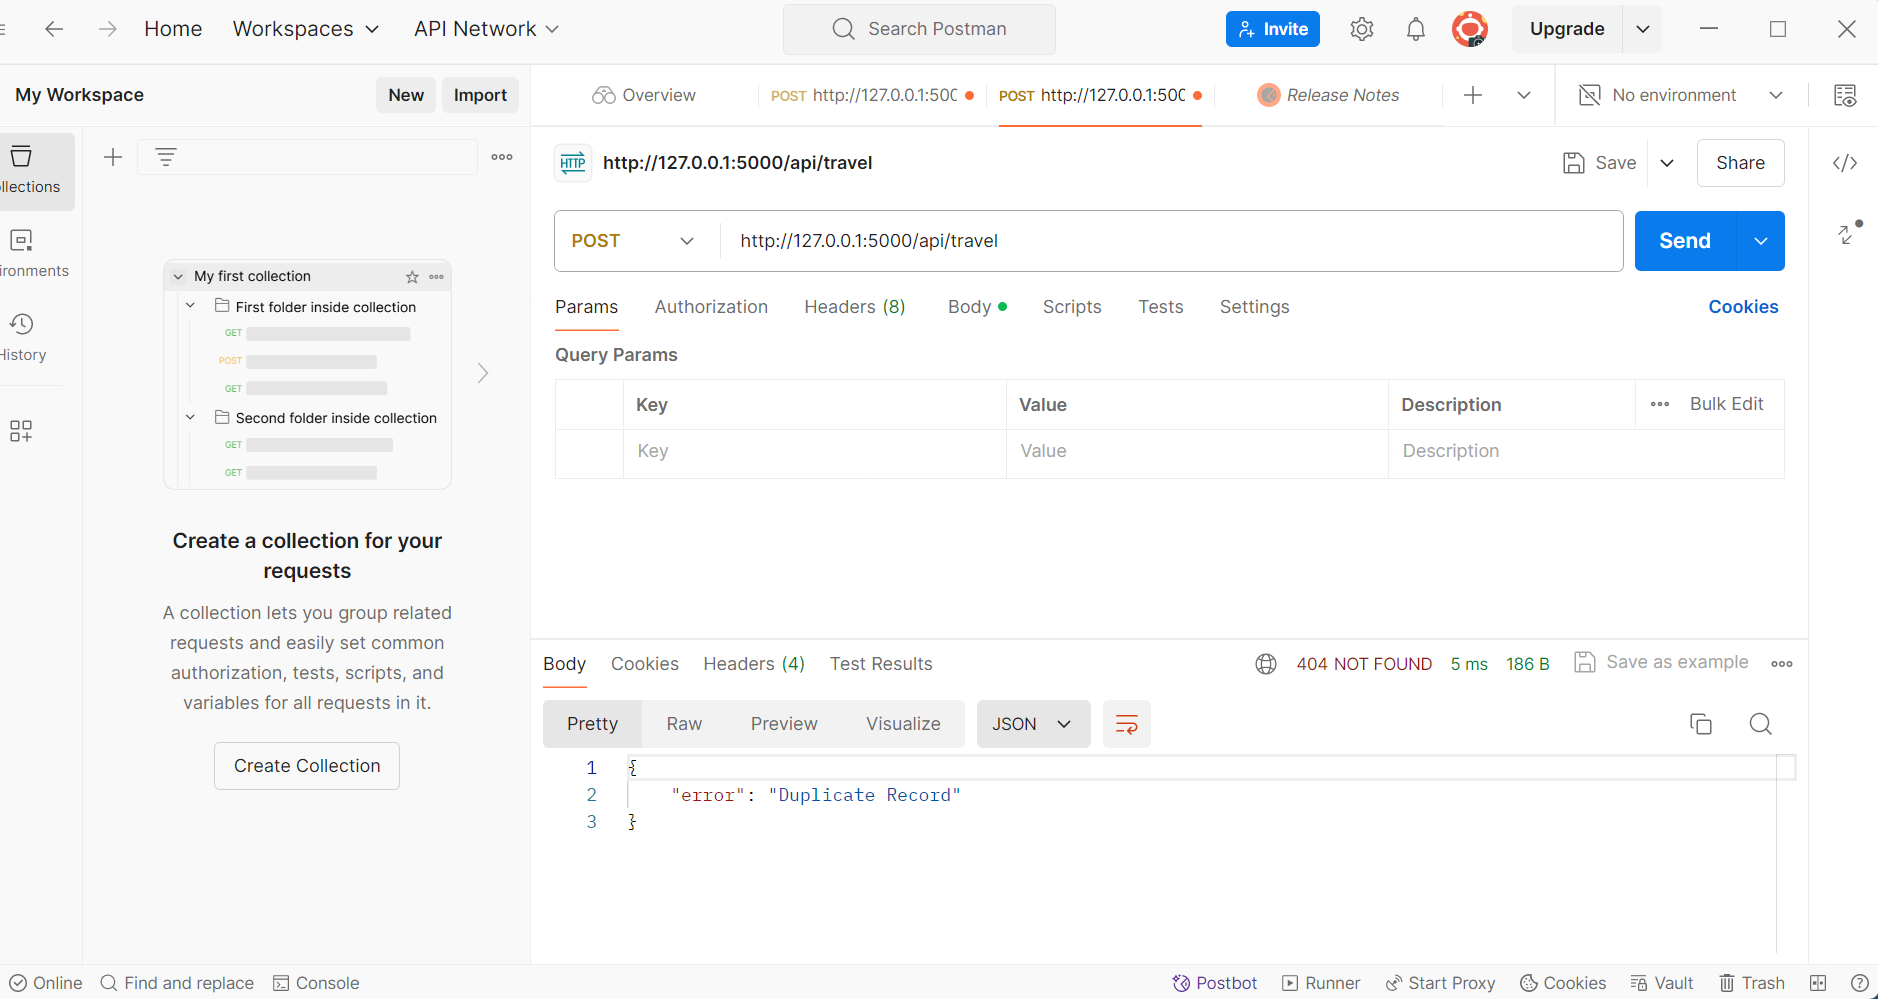 Home Workspaces API Network Search Postman Invite Upgrade
My Workspace New Import
Overview POST http://127.0.0.1:500 POST http://127.0.0.1:500 Release Notes No environment
llections
ironments
History
My first collection
First folder inside collection
GET
POST
GET
Second folder inside collection
GET
GET
Create a collection for your
requests
A collection lets you group related
requests and easily set common
authorization, tests, scripts, and
variables for all requests in it.
Create Collection
HTTP http://127.0.0.1:5000/api/travel Save Share
POST http://127.0.0.1:5000/api/travel Send
Params Authorization Headers (8) Body Scripts Tests Settings Cookies
Query Params
Key Value Description Bulk Edit
Key Value Description
Body Cookies Headers (4) Test Results 404 NOT FOUND 5 ms 186 B Save as example
Pretty Raw Preview Visualize JSON
1 {
2 "error": "Duplicate Record"
3 }
Online Find and replace Console Postbot Runner Start Proxy Cookies Vault Trash